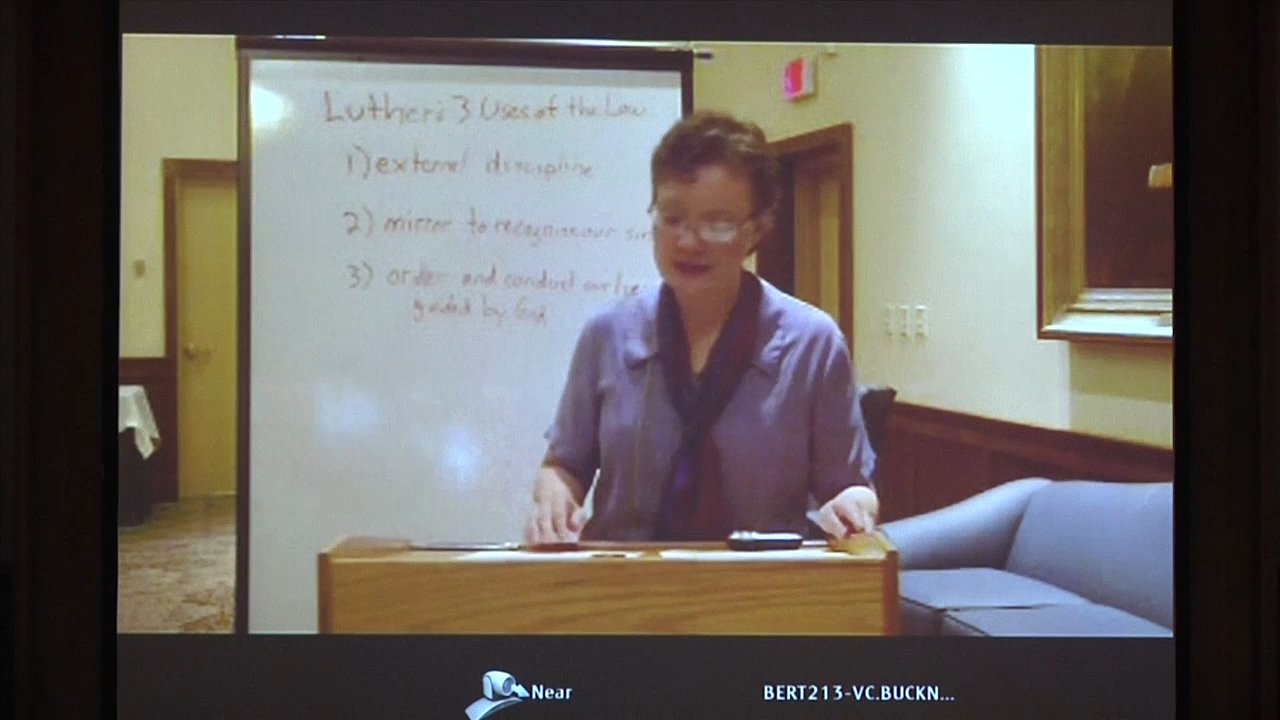 Luther's 3 Uses of the Law
1) external discipline
2) mirror to recognize our sin
3) order and conduct our
guided by God
Near
BERT213-VC.BUCKN...